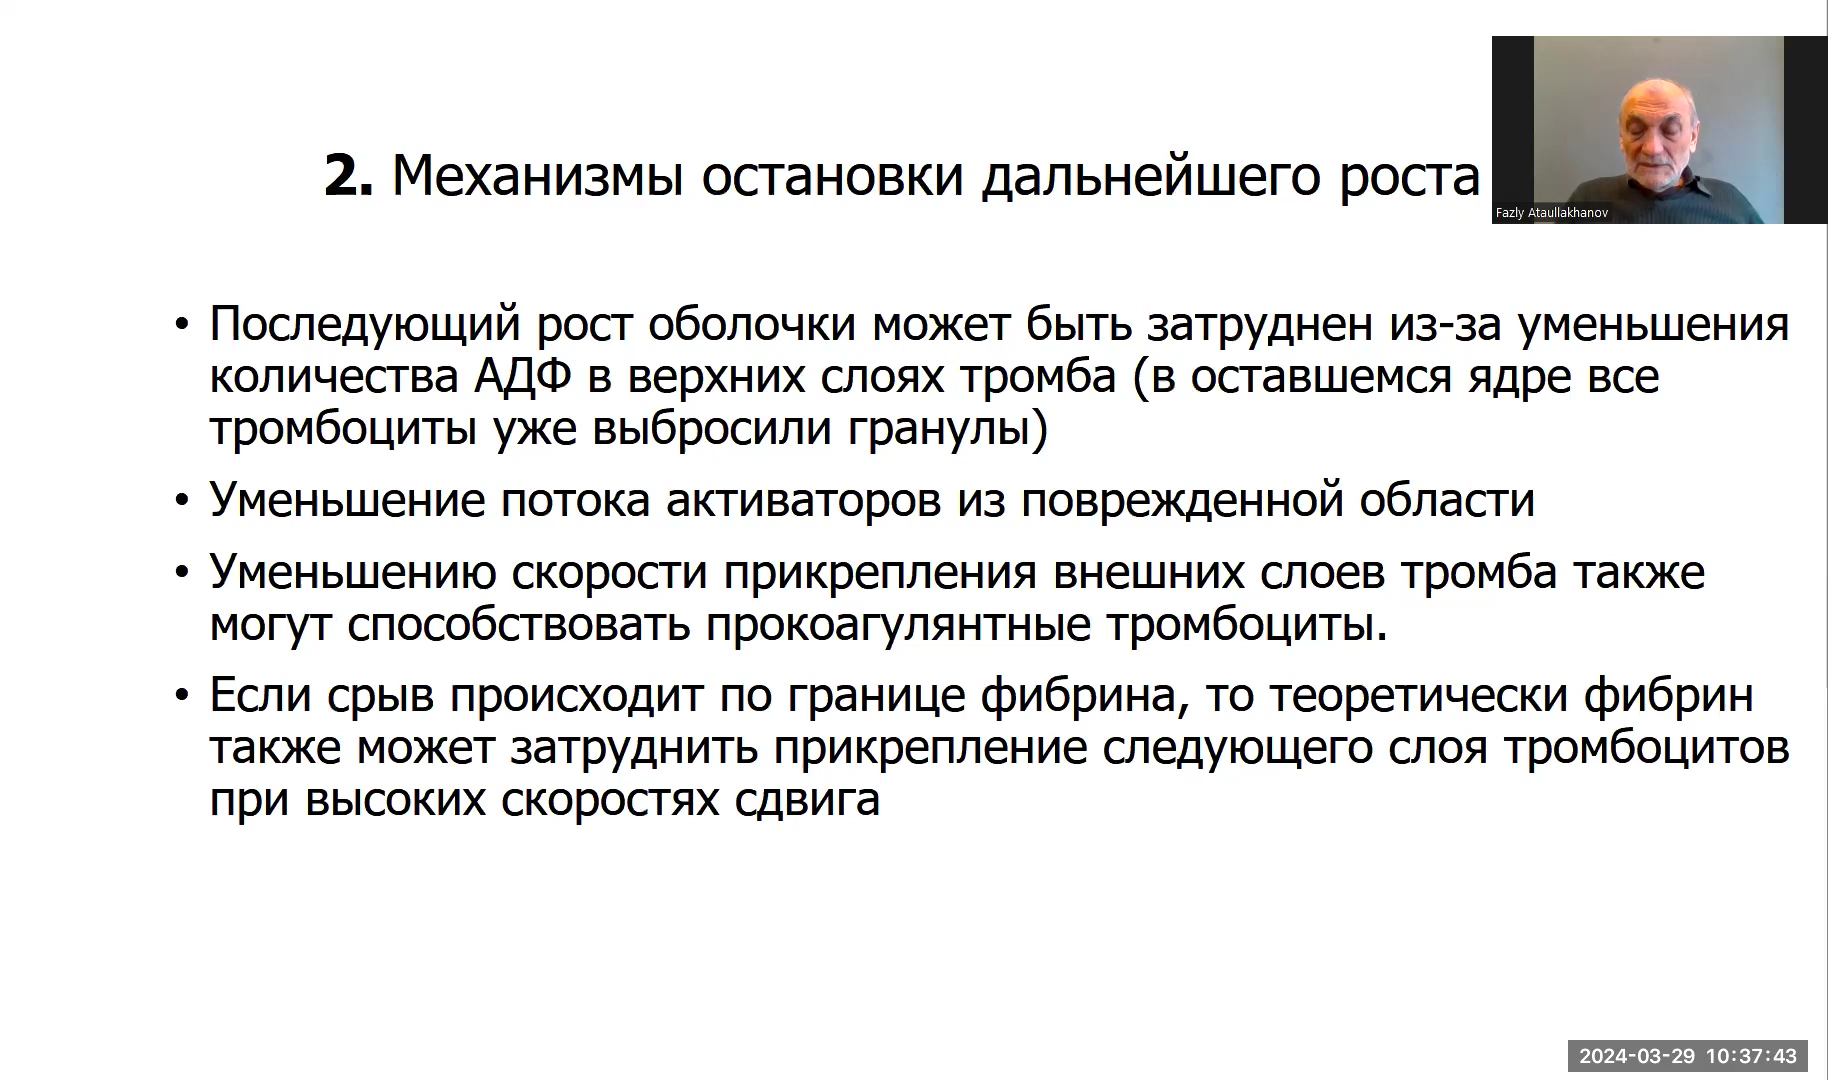 2. Механизмы остановки дальнейшего роста
Fazly Ataullakhanov
• Последующий рост оболочки может быть затруднен из-за уменьшения
количества АДФ в верхних слоях тромба (в оставшемся ядре все
тромбоциты уже выбросили гранулы)
• Уменьшение потока активаторов из поврежденной области
• Уменьшению скорости прикрепления внешних слоев тромба также
могут способствовать прокоагулянтные тромбоциты.
• Если срыв происходит по границе фибрина, то теоретически фибрин
также может затруднить прикрепление следующего слоя тромбоцитов
при высоких скоростях сдвига
2024-03-29 10:37:43